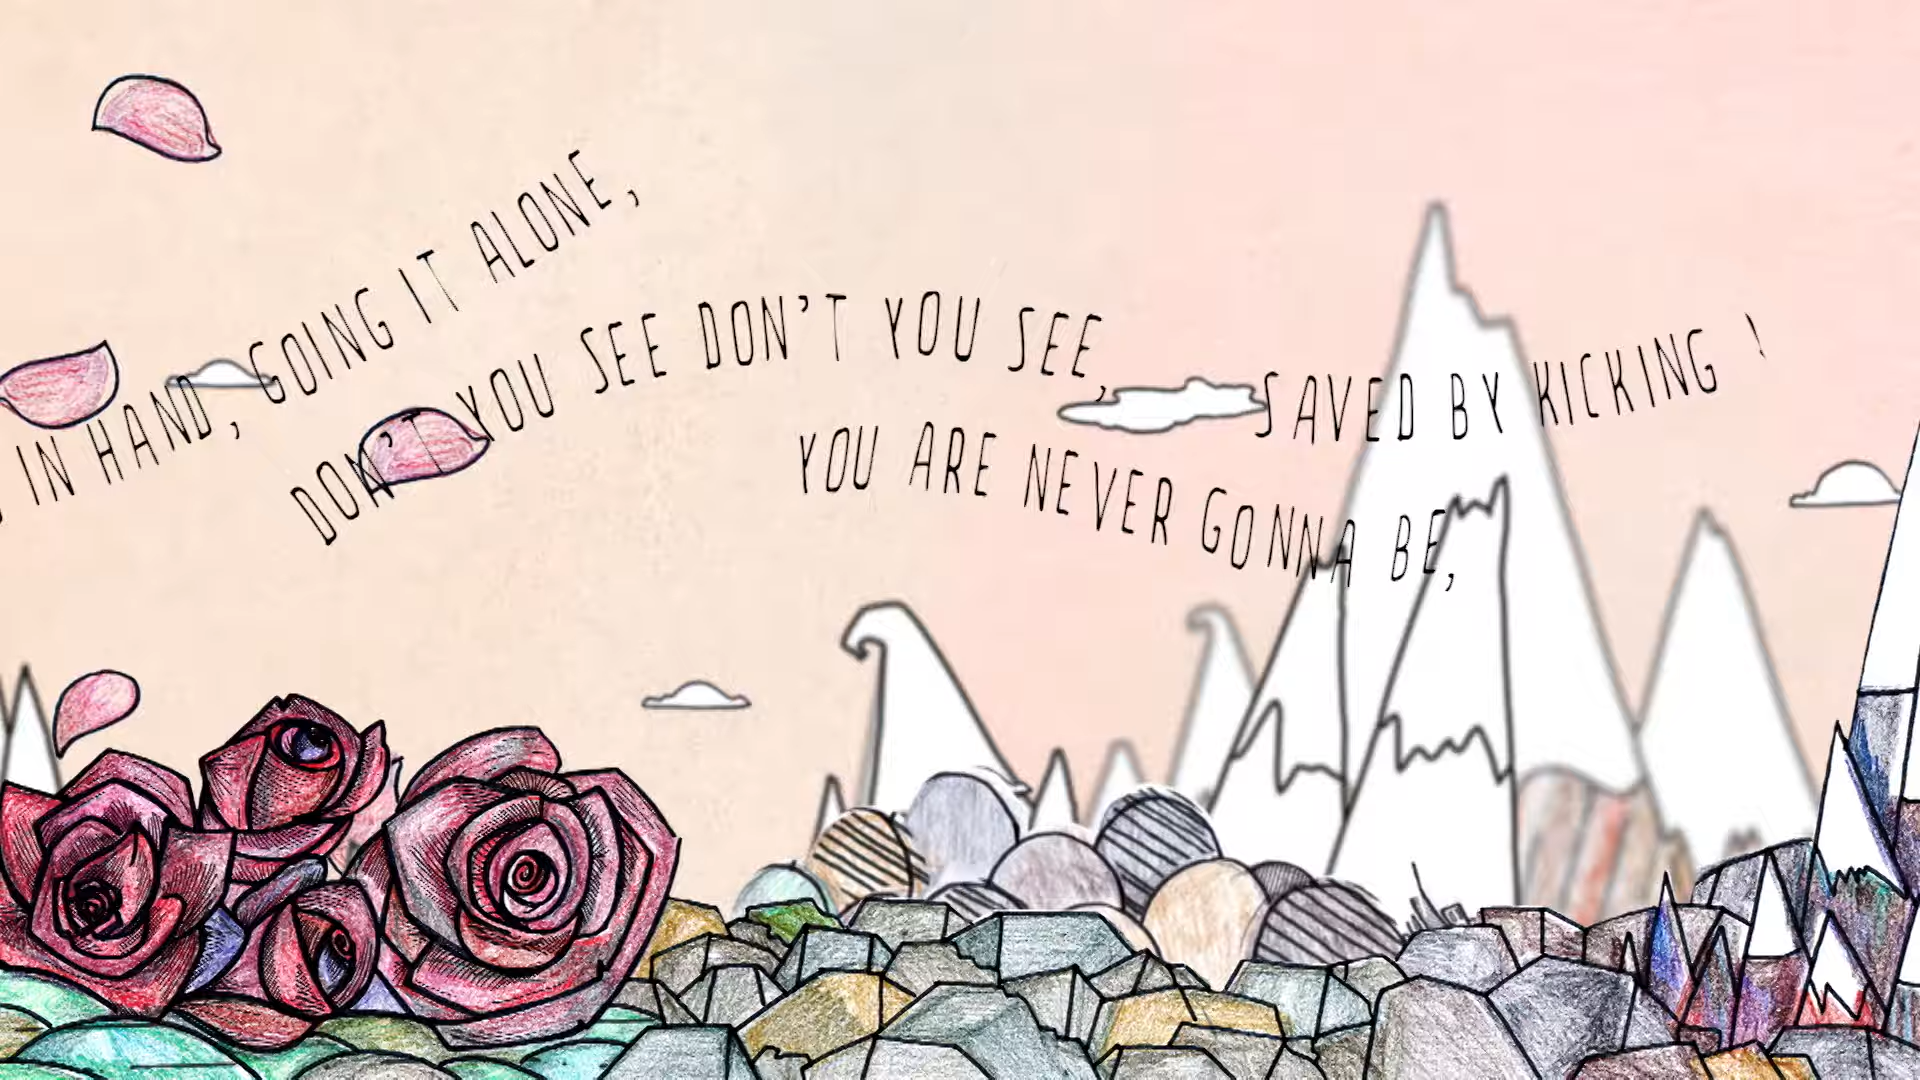 IN HAND, GOING IT ALONE,
DON'T YOU SEE DON'T YOU SEE,
YOU ARE NEVER GONNA BE,
SAVED BY KICKING